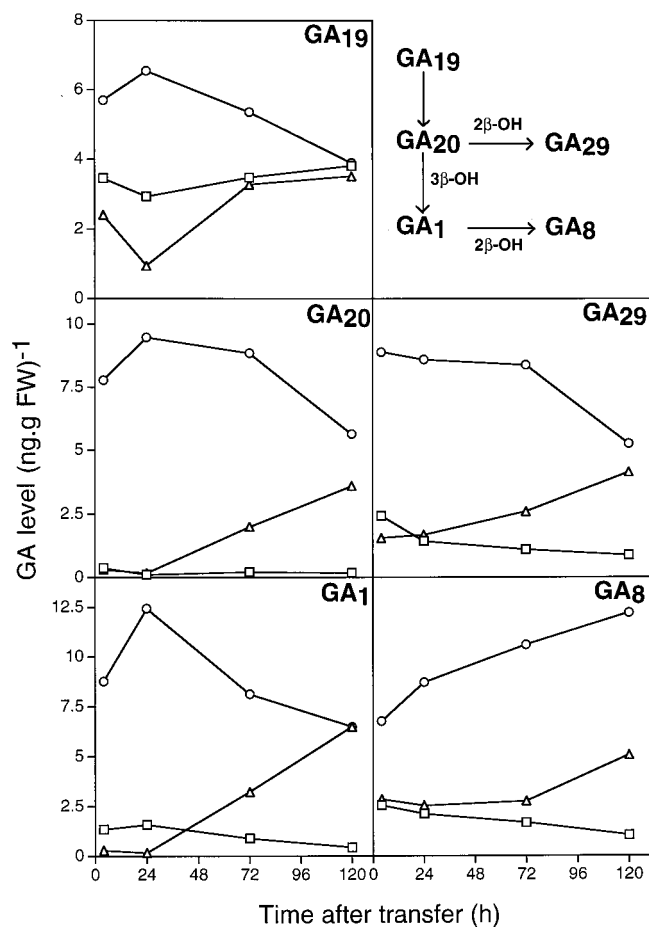 GA19
8
6
4
2
0
GA19
GA20 2β-OH GA29
3β-OH
GA1 2β-OH GA8
GA20
10
7.5
5
2.5
0
GA29
GA1
12.5
10
7.5
5
2.5
0
GA8
0 24 48 72 96 120 0 24 48 72 96 120
GA level (ng.g FW)-1
Time after transfer (h)